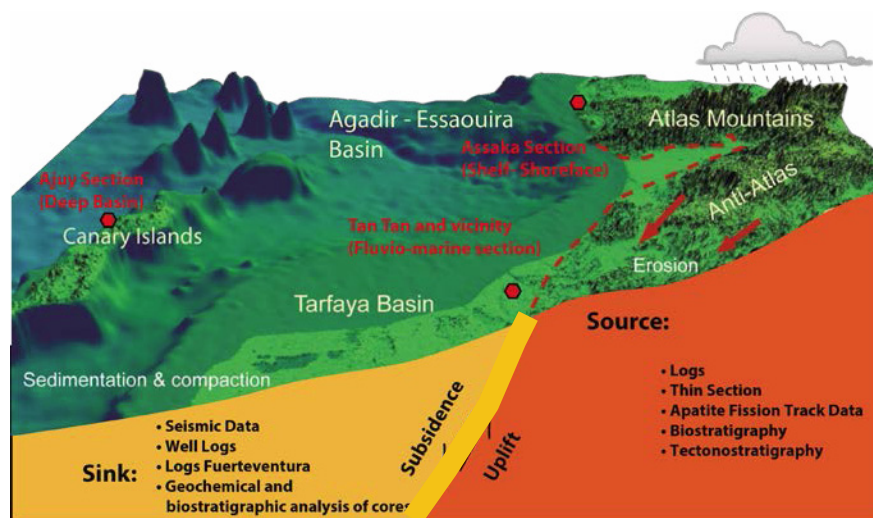 Agadir - Essaouira
Basin
Atlas Mountains
Assaka Section
(Shelf- Shoreface)
Ajuy Section
(Deep Basin)
Canary Islands
Anti-Atlas
Tan Tan and vicinity
(Fluvio-marine section)
Erosion
Tarfaya Basin
Source:
Sedimentation & compaction
• Logs
• Thin Section
• Apatite Fission Track Data
• Biostratigraphy
• Tectonostratigraphy
Subsidence
Uplift
Sink:
• Seismic Data
• Well Logs
• Logs Fuerteventura
• Geochemical and
biostratigraphic analysis of cores